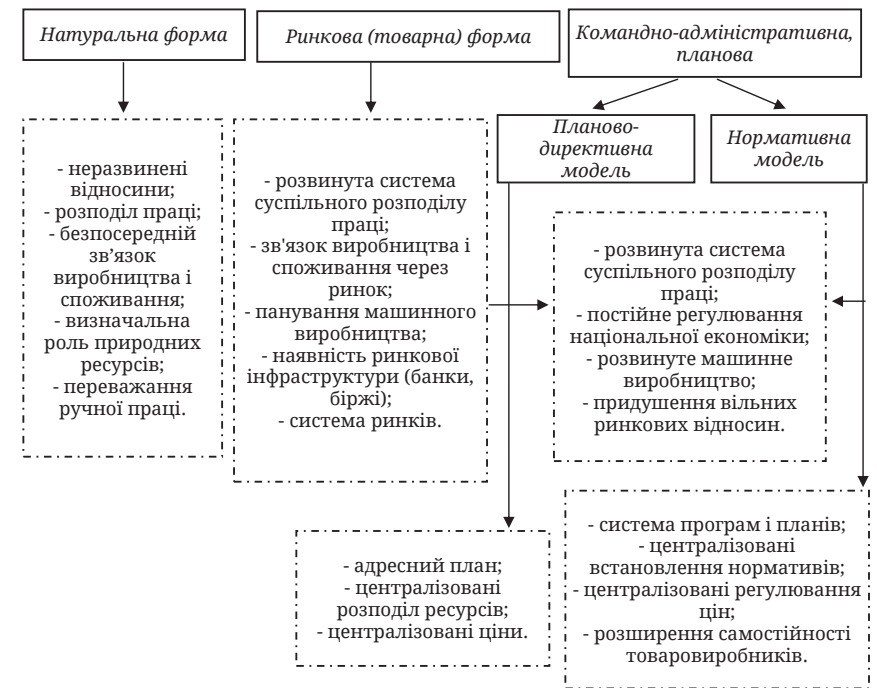 Натуральна форма
Ринкова (товарна) форма
Командно-адміністративна,
планова
Планово-
директивна
модель
Нормативна
модель
- неразвинені
відносини;
- розподіл праці;
- безпосередній
зв’язок
виробництва і
споживання;
- визначальна
роль природних
ресурсів;
- переважання
ручної праці.
- розвинута система
суспільного розподілу
праці;
- зв'язок виробництва і
споживання через
ринок;
- панування машинного
виробництва;
- наявність ринкової
інфраструктури (банки,
біржі);
- система ринків.
- розвинута система
суспільного розподілу
праці;
- постійне регулювання
національної економіки;
- розвинуте машинне
виробництво;
- придушення вільних
ринкових відносин.
- адресний план;
- централізовані
розподіл ресурсів;
- централізовані ціни.
- система програм і планів;
- централізовані
встановлення нормативів;
- централізовані регулювання
цін;
- розширення самостійності
товаровиробників.